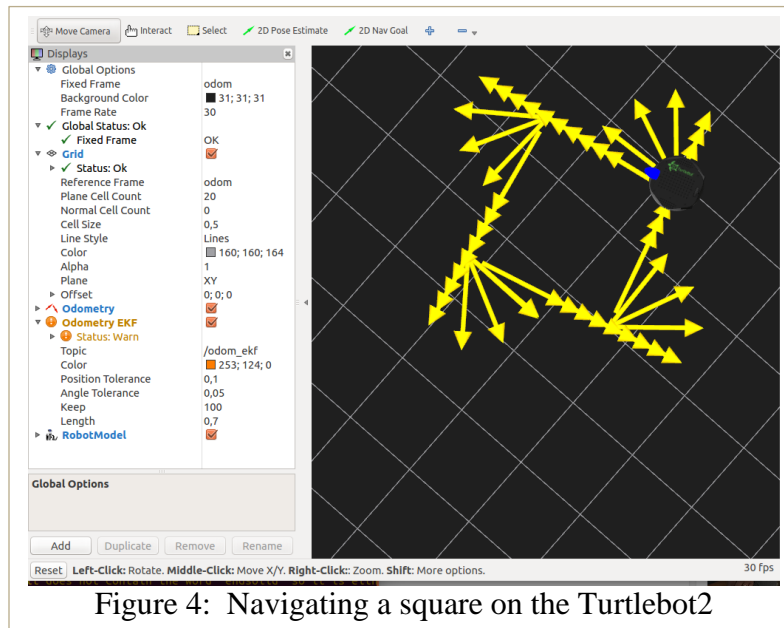 Move Camera Interact Select 2D Pose Estimate 2D Nav Goal
Displays
Global Options
Fixed Frame odom
Background Color 31; 31; 31
Frame Rate 30
Global Status: Ok
Fixed Frame OK
Grid
Status: Ok
Reference Frame odom
Plane Cell Count 20
Normal Cell Count 0
Cell Size 0,5
Line Style Lines
Color 160; 160; 164
Alpha 1
Plane XY
Offset 0; 0; 0
Odometry
Odometry EKF
Status: Warn
Topic /odom_ekf
Color 253; 124; 0
Position Tolerance 0,1
Angle Tolerance 0,05
Keep 100
Length 0,7
RobotModel
Global Options
Add Duplicate Remove Rename
Reset Left-Click: Rotate. Middle-Click: Move X/Y. Right-Click:: Zoom. Shift: More options. 30 fps
Figure 4: Navigating a square on the Turtlebot2